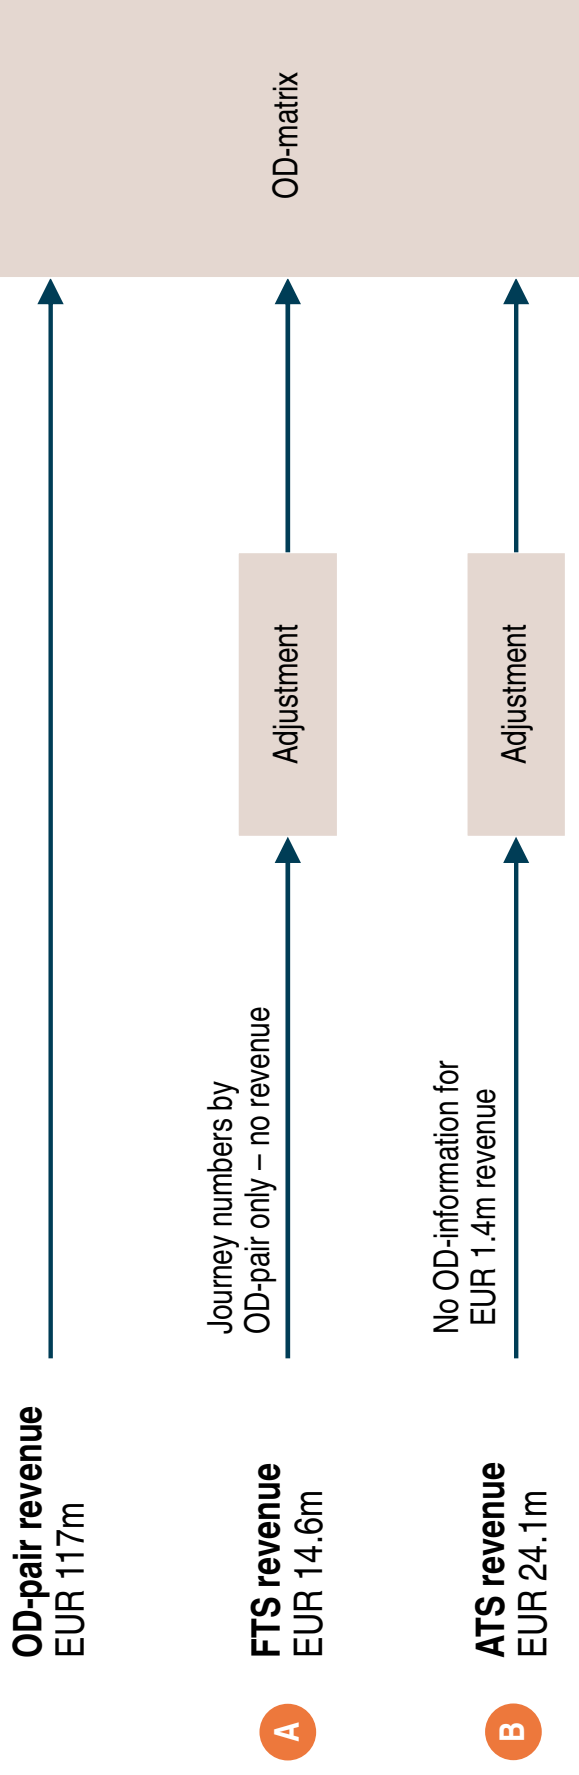 OD-pair revenue
EUR 117m
A
FTS revenue
EUR 14.6m
Journey numbers by
OD-pair only – no revenue
Adjustment
B
ATS revenue
EUR 24.1m
No OD-information for
EUR 1.4m revenue
Adjustment
OD-matrix